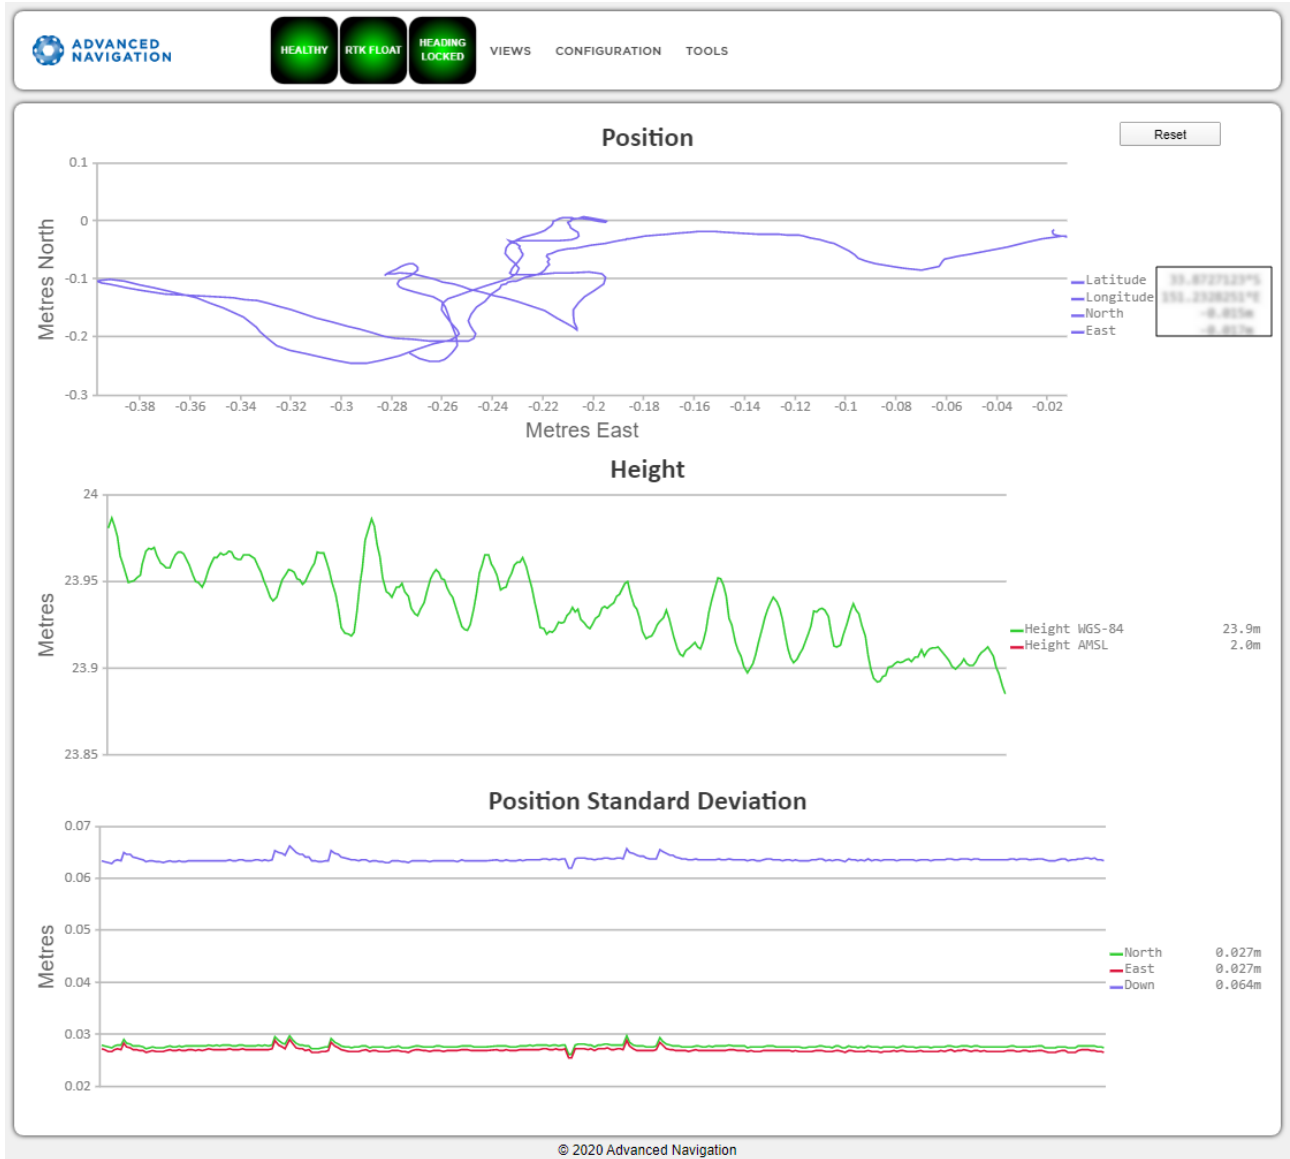 ADVANCED
NAVIGATION
HEALTHY
RTK FLOAT
HEADING
LOCKED
VIEWS
CONFIGURATION
TOOLS
Position
Reset
0.1
0
-0.1
-0.2
-0.3
Metres North
-0.38 -0.36 -0.34 -0.32 -0.3 -0.28 -0.26 -0.24 -0.22 -0.2 -0.18 -0.16 -0.14 -0.12 -0.1 -0.08 -0.06 -0.04 -0.02
Metres East
Latitude
Longitude
North
East
Height
24
23.95
23.9
23.85
Metres
Height WGS-84 23.9m
Height AMSL 2.0m
Position Standard Deviation
0.07
0.06
0.05
0.04
0.03
0.02
Metres
North 0.027m
East 0.027m
Down 0.064m
© 2020 Advanced Navigation